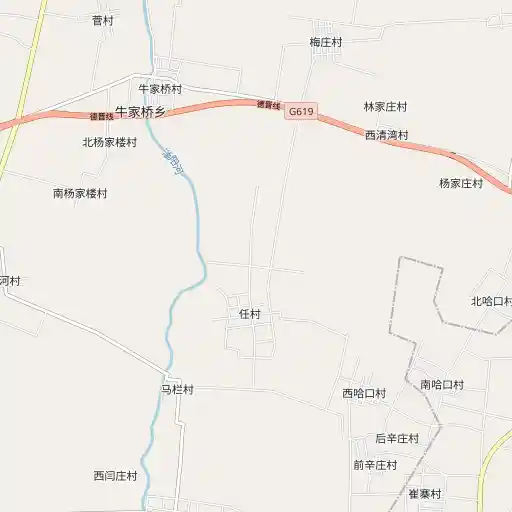 菅村
梅庄村
牛家桥村
德晋线
G619
林家庄村
牛家桥乡
德晋线
西清湾村
北杨家楼村
滏阳河
杨家庄村
南杨家楼村
河村
北哈口村
任村
南哈口村
马栏村
西哈口村
后辛庄村
前辛庄村
西闫庄村
崔寨村